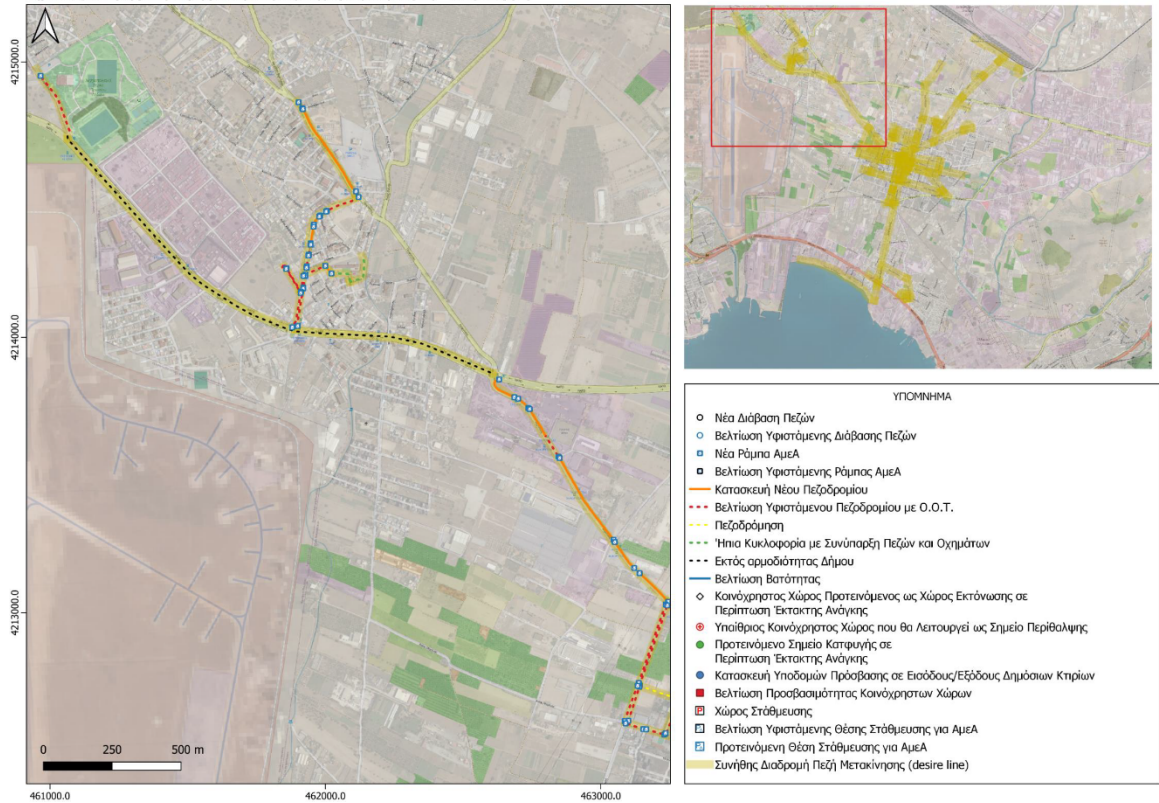 4215000.0
4214000.0
4213000.0
0 250 500 m
461000.0 462000.0 463000.0
ΥΠΟΜΝΗΜΑ
Νέα Διάβαση Πεζών
Βελτίωση Υφιστάμενης Διάβασης Πεζών
Νέα Ράμπα ΑμεΑ
Βελτίωση Υφιστάμενης Ράμπας ΑμεΑ
Κατασκευή Νέου Πεζοδρομίου
Βελτίωση Υφιστάμενου Πεζοδρομίου με Ο.Ο.Τ.
Πεζοδρόμηση
Ήπια Κυκλοφορία με Συνύπαρξη Πεζών και Οχημάτων
Εκτός αρμοδιότητας Δήμου
Βελτίωση Βατότητας
Κοινόχρηστος Χώρος Προτεινόμενος ως Χώρος Εκτόνωσης σε
Περίπτωση Έκτακτης Ανάγκης
Υπαίθριος Κοινόχρηστος Χώρος που θα Λειτουργεί ως Σημείο Περίθαλψης
Προτεινόμενο Σημείο Κατφυγής σε
Περίπτωση Έκτακτης Ανάγκης
Κατασκευή Υποδομών Πρόσβασης σε Εισόδους/Εξόδους Δημόσιων Κτιρίων
Βελτίωση Προσβασιμότητας Κοινόχρηστων Χώρων
P Χώρος Στάθμευσης
Βελτίωση Υφιστάμενης Θέσης Στάθμευσης για ΑμεΑ
Προτεινόμενη Θέση Στάθμευσης για ΑμεΑ
Συνήθης Διαδρομή Πεζή Μετακίνησης (desire line)